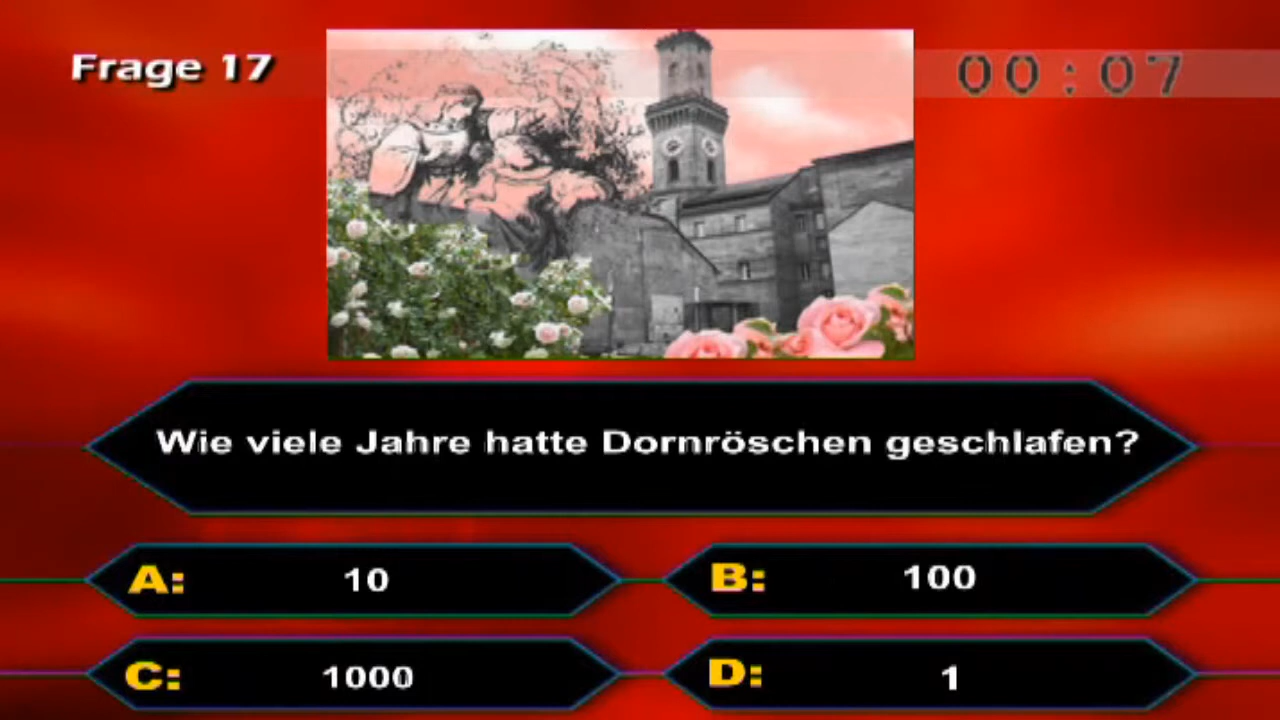 Frage 17
00:07
Wie viele Jahre hatte Dornröschen geschlafen?
A: 10
B: 100
C: 1000
D: 1